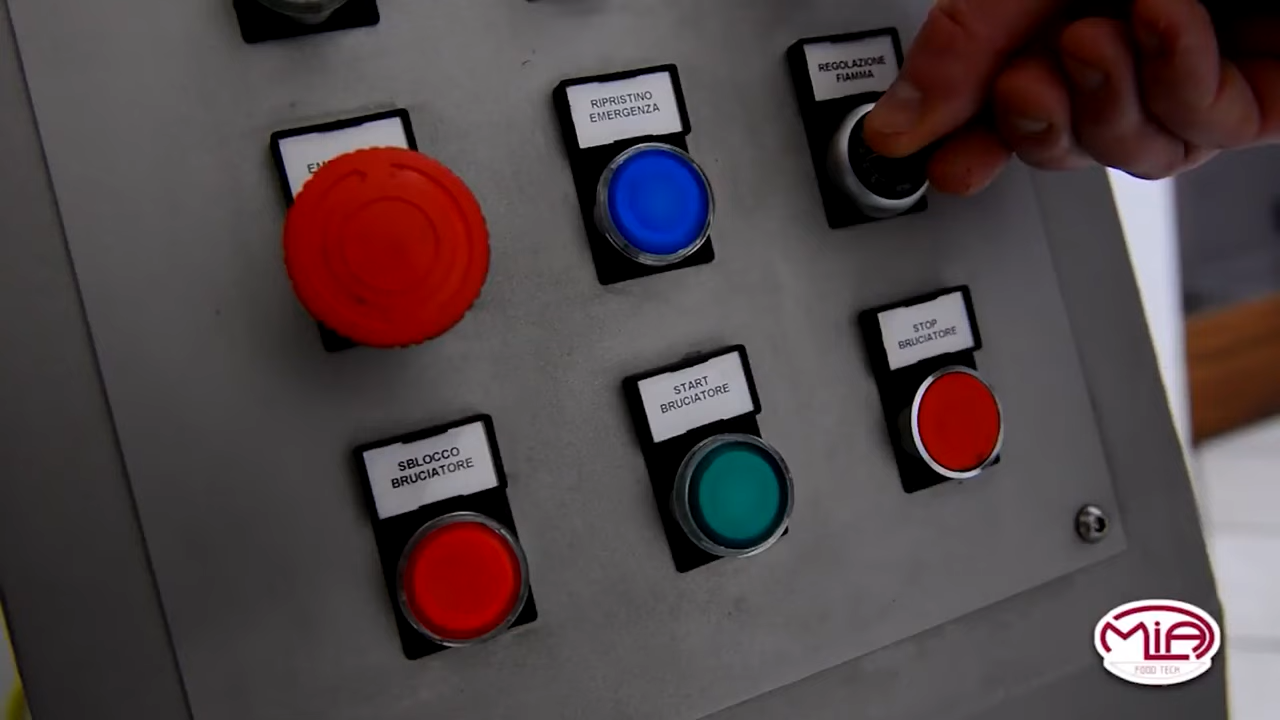 RIPRISTINO
EMERGENZA
REGOLAZIONE
FIAMMA
SBLOCCO
BRUCIATORE
START
BRUCIATORE
STOP
BRUCIATORE
MiA
FOOD TECH